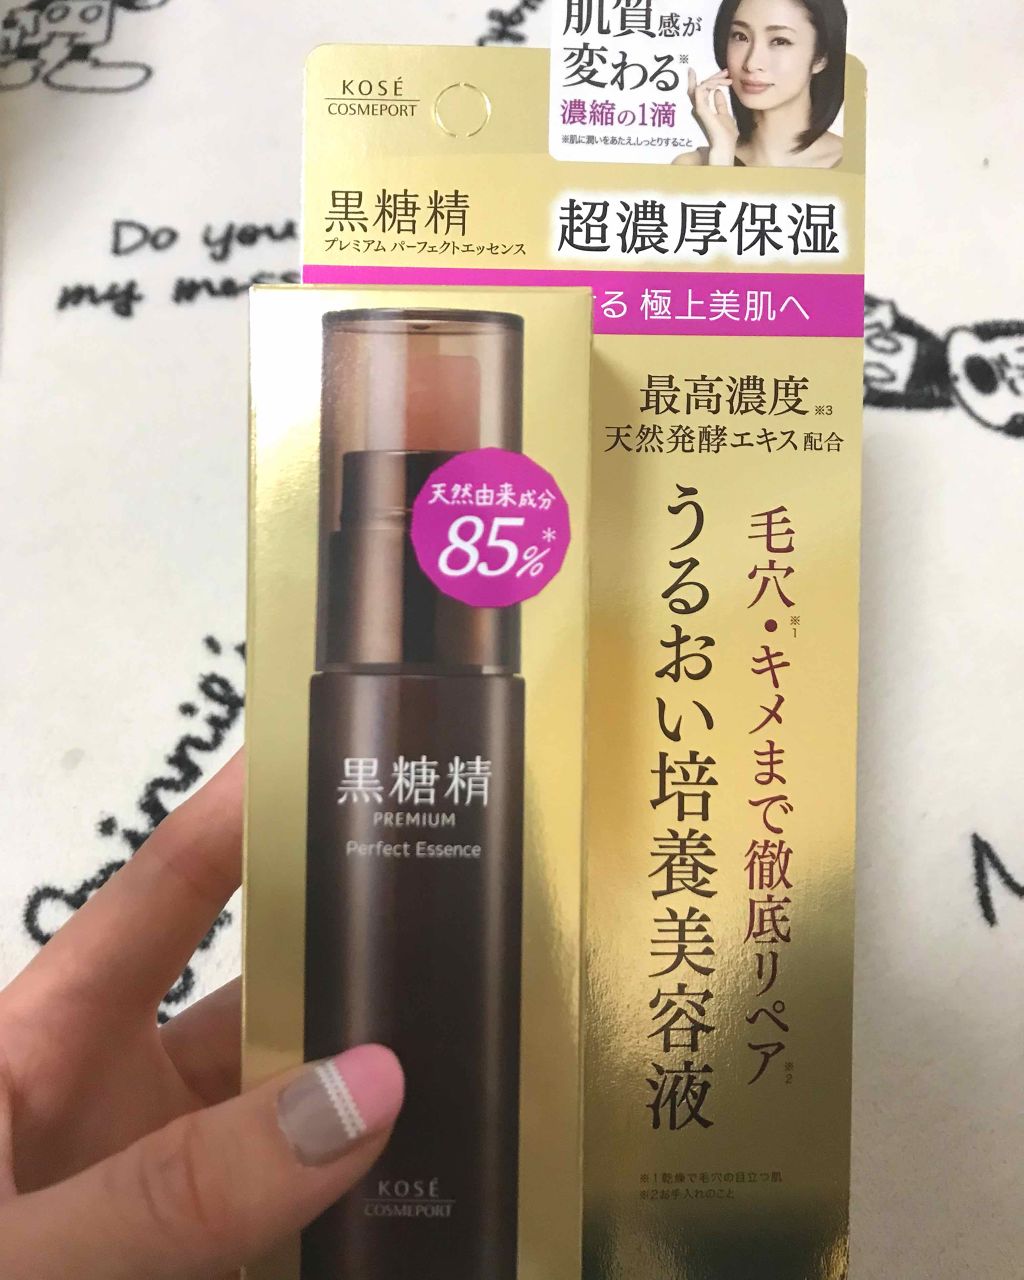 肌質感が
変わる※
濃縮の1滴
※肌に潤いをあたえ、しっとりすること
KOSÉ
COSMEPORT
黒糖精
プレミアム パーフェクトエッセンス
超濃厚保湿
る 極上美肌へ
最高濃度※3
天然発酵エキス配合
毛穴・キメまで徹底リペア
※1
※2
うるおい培養美容液
※1乾燥で毛穴の目立つ肌
※2お手入れのこと
天然由来成分
85%*
黒糖精
PREMIUM
Perfect Essence
KOSÉ
COSMEPORT
Do you
my mess